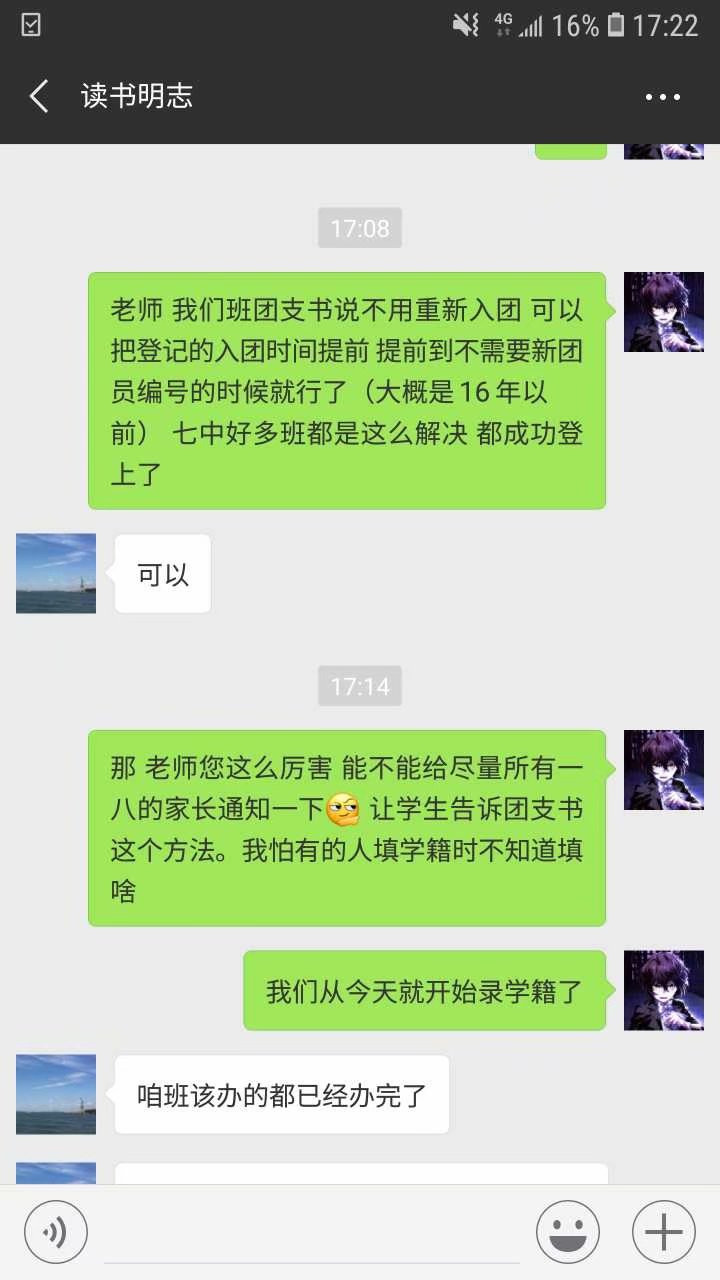 4G 16% 17:22
读书明志
17:08
老师 我们班团支书说不用重新入团 可以
把登记的入团时间提前 提前到不需要新团
员编号的时候就行了（大概是 16 年以
前） 七中好多班都是这么解决 都成功登
上了
可以
17:14
那 老师您这么厉害 能不能给尽量所有一
八的家长通知一下 让学生告诉团支书
这个方法。我怕有的人填学籍时不知道填
啥
我们从今天就开始录学籍了
咱班该办的都已经办完了